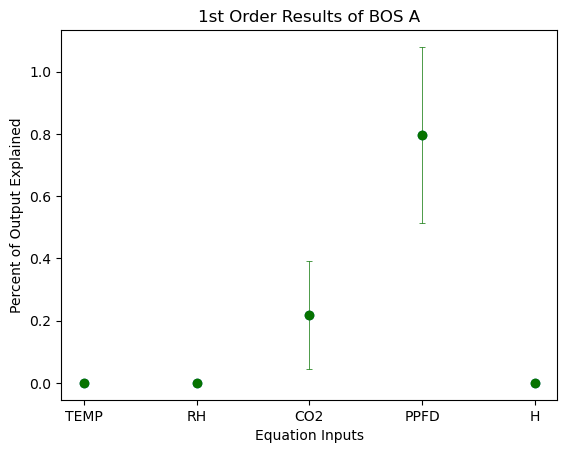 1st Order Results of BOS A
Percent of Output Explained
1.0
0.8
0.6
0.4
0.2
0.0
TEMP RH CO2 PPFD H
Equation Inputs